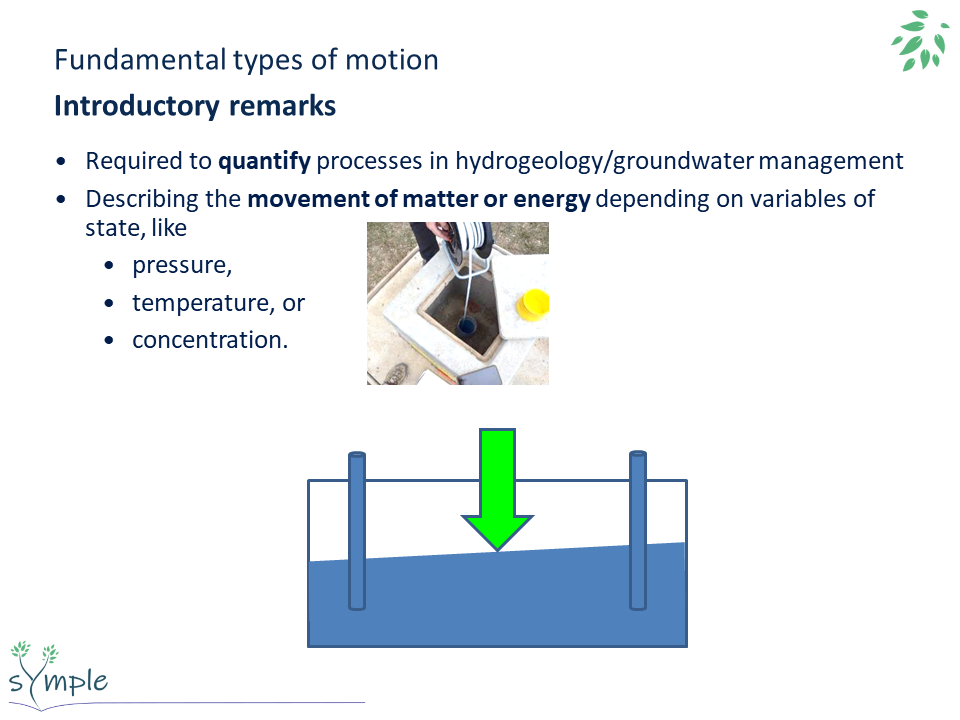 Fundamental types of motion
Introductory remarks
• Required to quantify processes in hydrogeology/groundwater management
• Describing the movement of matter or energy depending on variables of
state, like
• pressure,
• temperature, or
• concentration.
sYmple